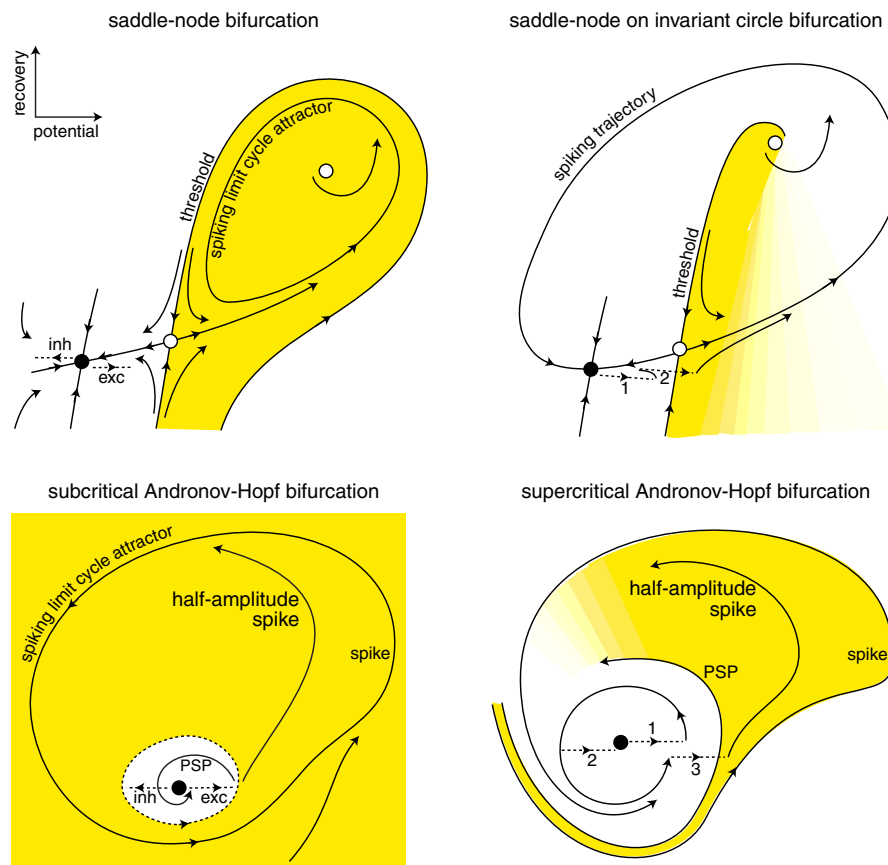 saddle-node bifurcation
saddle-node on invariant circle bifurcation
recovery
potential
threshold
spiking limit cycle attractor
inh
exc
spiking trajectory
threshold
1
2
subcritical Andronov-Hopf bifurcation
supercritical Andronov-Hopf bifurcation
spiking limit cycle attractor
half-amplitude
spike
spike
PSP
inh
exc
half-amplitude
spike
PSP
spike
1
2
3